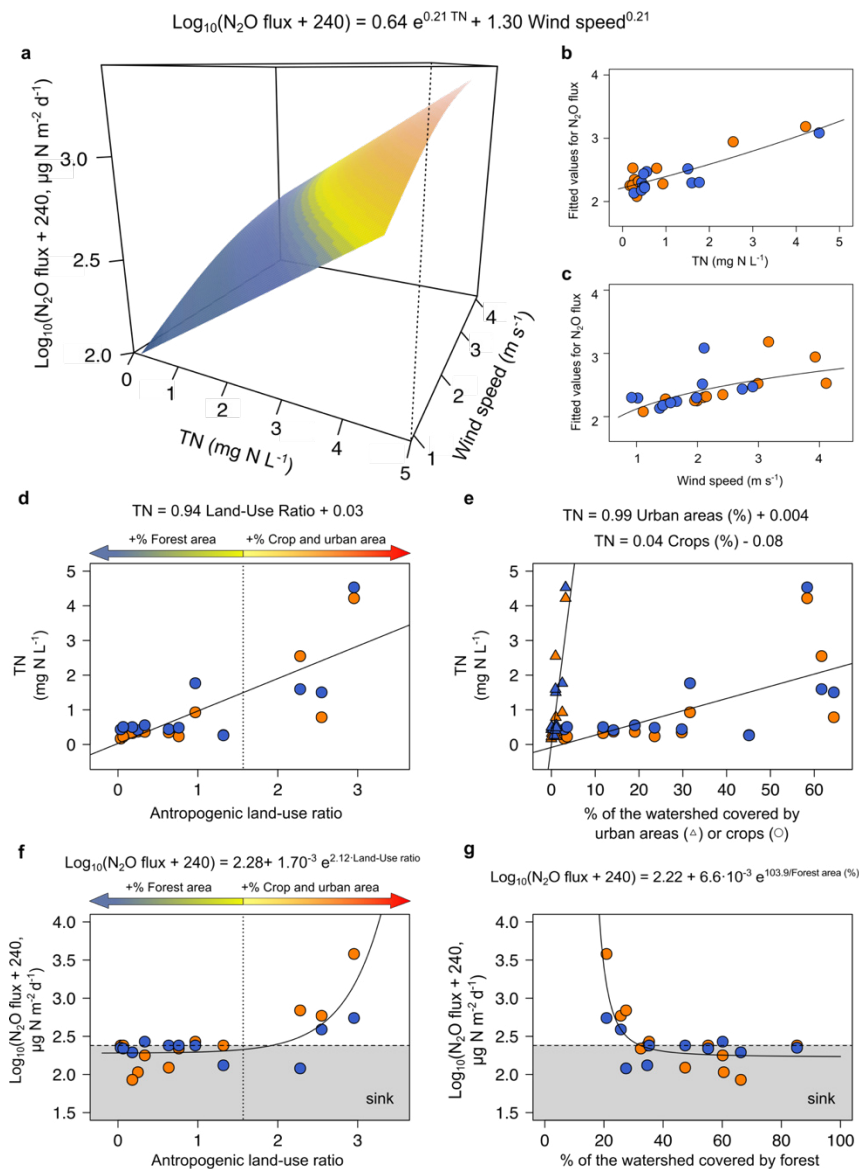 Log₁₀(N₂O flux + 240) = 0.64 e^0.21 TN + 1.30 Wind speed^0.21
a
Log₁₀(N₂O flux + 240, µg N m⁻² d⁻¹)
3.0
2.5
2.0
0
1
2
3
4
5
TN (mg N L⁻¹)
1
2
3
4
Wind speed (m s⁻¹)
b
Fitted values for N₂O flux
4
3
2
0 1 2 3 4 5
TN (mg N L⁻¹)
c
Fitted values for N₂O flux
4
3
2
1 2 3 4
Wind speed (m s⁻¹)
d
TN = 0.94 Land-Use Ratio + 0.03
+% Forest area +% Crop and urban area
TN
(mg N L⁻¹)
5
4
3
2
1
0
0 1 2 3
Antropogenic land-use ratio
e
TN = 0.99 Urban areas (%) + 0.004
TN = 0.04 Crops (%) - 0.08
TN
(mg N L⁻¹)
5
4
3
2
1
0
0 10 20 30 40 50 60
% of the watershed covered by
urban areas (△) or crops (○)
f
Log₁₀(N₂O flux + 240) = 2.28+ 1.70⁻³ e^2.12·Land-Use ratio
+% Forest area +% Crop and urban area
Log₁₀(N₂O flux + 240,
µg N m⁻² d⁻¹)
4.0
3.5
3.0
2.5
2.0
1.5
sink
0 1 2 3
Antropogenic land-use ratio
g
Log₁₀(N₂O flux + 240) = 2.22 + 6.6·10⁻³ e^103.9/Forest area (%)
Log₁₀(N₂O flux + 240,
µg N m⁻² d⁻¹)
4.0
3.5
3.0
2.5
2.0
1.5
sink
0 20 40 60 80 100
% of the watershed covered by forest